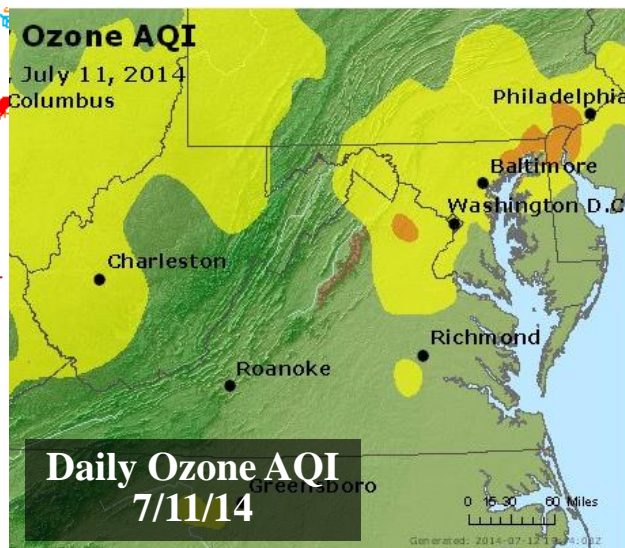 Ozone AQI
July 11, 2014
Columbus
Philadelphia
Baltimore
Washington D.C
Charleston
Richmond
Roanoke
Daily Ozone AQI
7/11/14
Greensboro
0 15 30 60 Miles